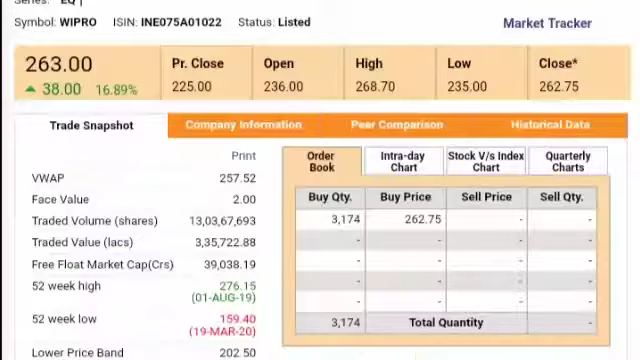 Series: EQ |
Symbol: WIPRO ISIN: INE075A01022 Status: Listed
Market Tracker
263.00 Pr. Close Open High Low Close*
▲ 38.00 16.89% 225.00 236.00 268.70 235.00 262.75
Trade Snapshot Company Information Peer Comparison Historical Data
Print
VWAP 257.52
Face Value 2.00
Traded Volume (shares) 13,03,67,693
Traded Value (lacs) 3,35,722.88
Free Float Market Cap(Crs) 39,038.19
52 week high 276.15
(01-AUG-19)
52 week low 159.40
(19-MAR-20)
Lower Price Band 202.50
Order Book Intra-day Chart Stock V/s Index Chart Quarterly Charts
Buy Qty. Buy Price Sell Price Sell Qty.
3,174 262.75 - -
- -
- -
- -
- -
3,174 Total Quantity -